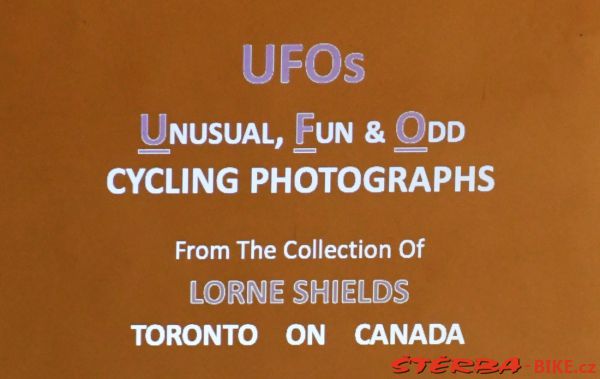 UFOs
UNUSUAL, FUN & ODD
CYCLING PHOTOGRAPHS
From The Collection Of
LORNE SHIELDS
TORONTO ON CANADA
ŠTĚRBA-BIKE.cz